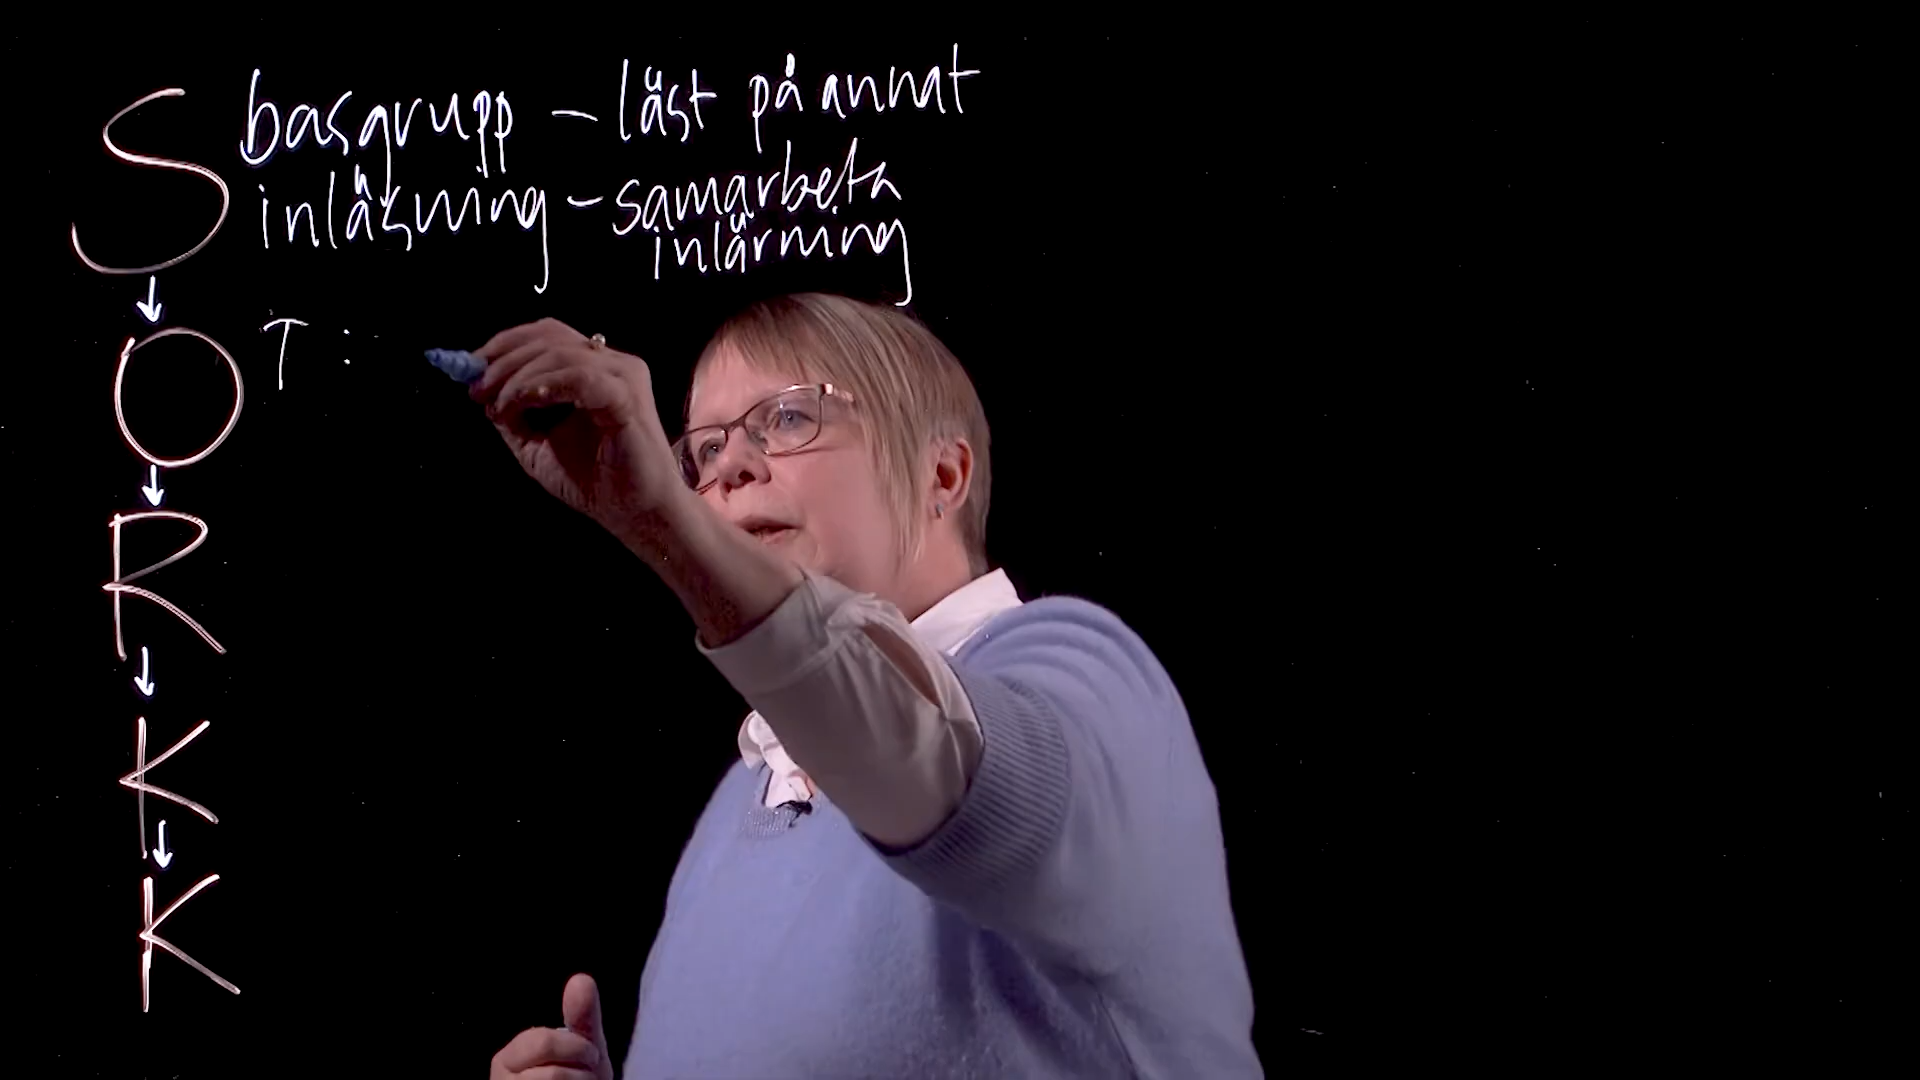 S basgrupp – läst på annat
inläsning – samarbeta
inlärning
↓
O T :
↓
R
↓
K
↓
K